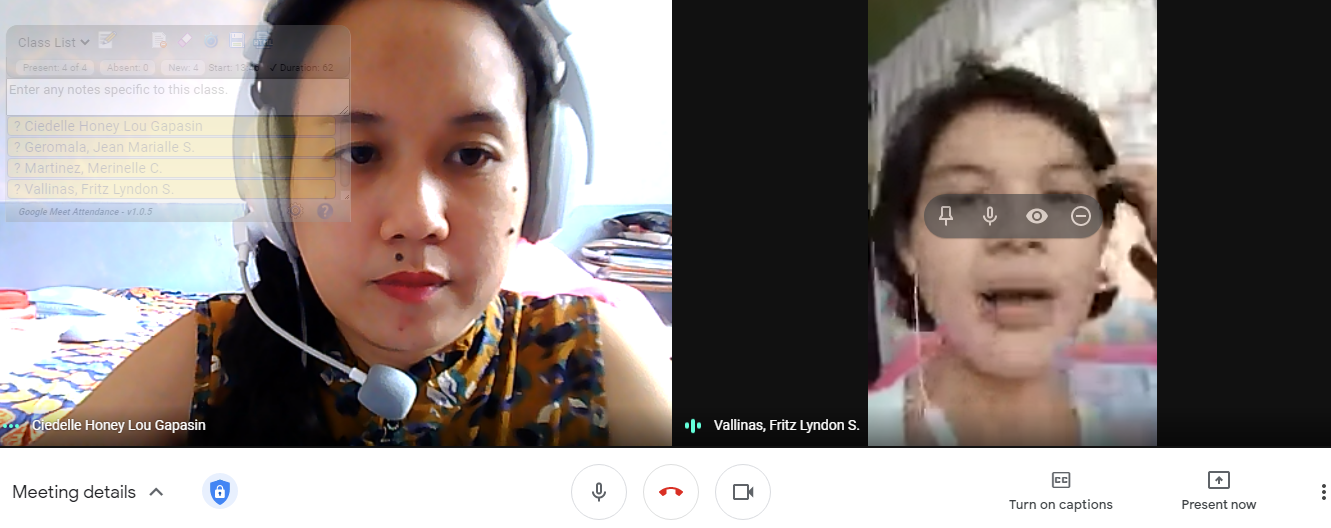 Class List
Present: 4 of 4 Absent: 0 New: 4 Start: ✓ Duration: 62
Enter any notes specific to this class.
? Ciedelle Honey Lou Gapasin
? Geromala, Jean Marialle S.
? Martinez, Merinelle C.
? Vallinas, Fritz Lyndon S.
Google Meet Attendance - v1.0.5
?
Ciedelle Honey Lou Gapasin
Vallinas, Fritz Lyndon S.
Meeting details
CC
Turn on captions
Present now